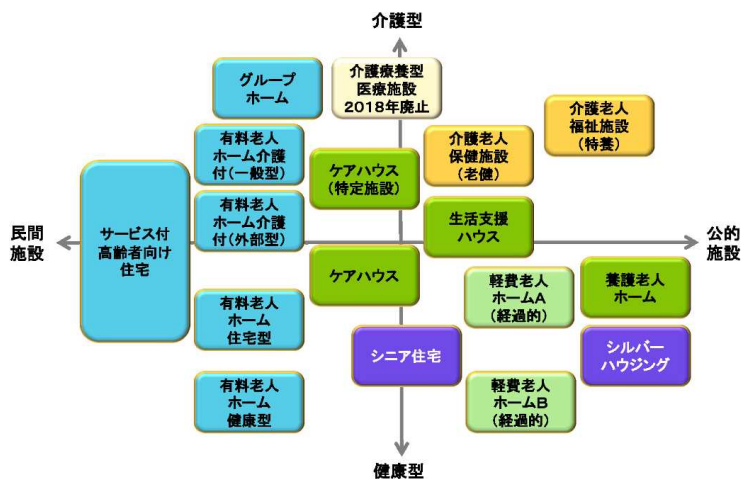 介護型
グループ
ホーム
介護療養型
医療施設
2018年廃止
介護老人
福祉施設
(特養)
有料老人
ホーム介護
付(一般型)
ケアハウス
(特定施設)
介護老人
保健施設
(老健)
民間
施設
サービス付
高齢者向け
住宅
有料老人
ホーム介護
付(外部型)
生活支援
ハウス
公的
施設
ケアハウス
軽費老人
ホームA
(経過的)
養護老人
ホーム
有料老人
ホーム
住宅型
シニア住宅
シルバー
ハウジング
有料老人
ホーム
健康型
軽費老人
ホームB
(経過的)
健康型